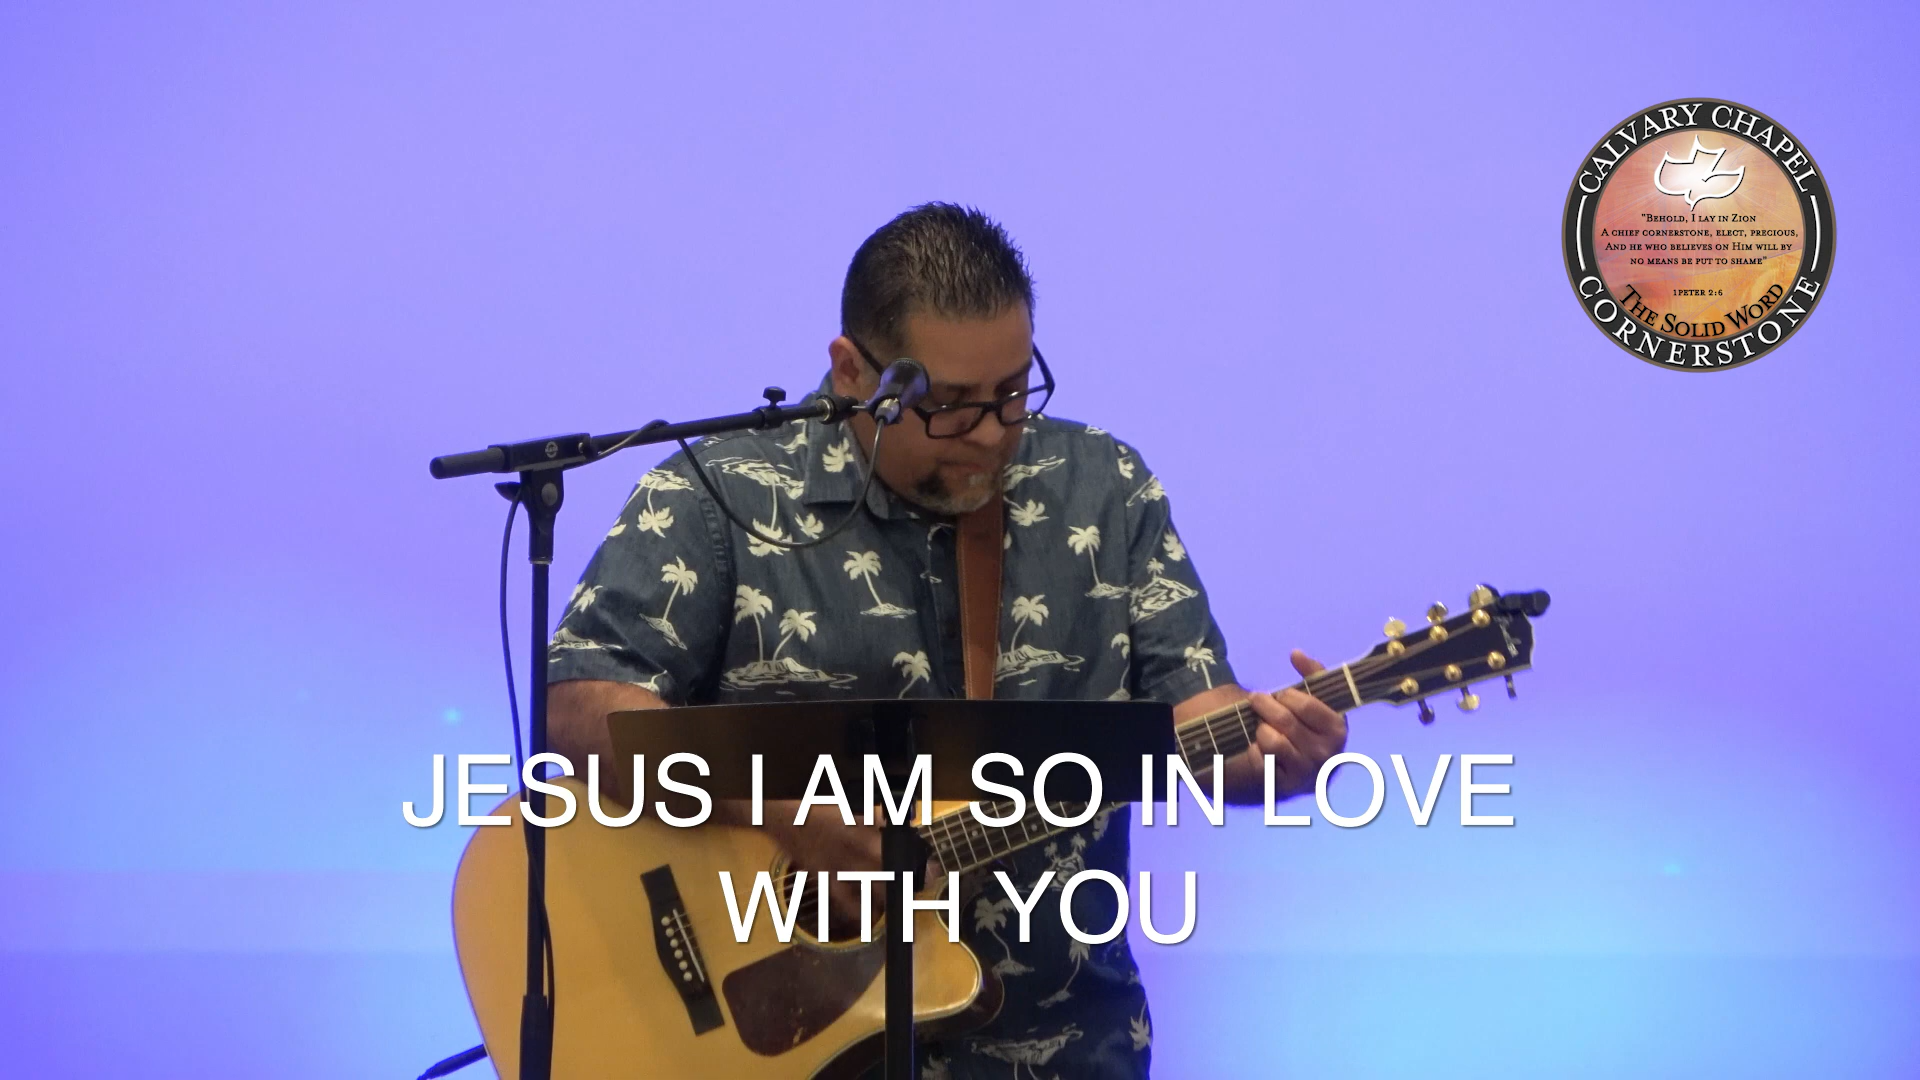 CALVARY CHAPEL
"BEHOLD, I LAY IN ZION
A CHIEF CORNERSTONE, ELECT, PRECIOUS,
AND HE WHO BELIEVES ON HIM WILL BY
NO MEANS BE PUT TO SHAME"
1PETER 2:6
THE SOLID WORD
CORNERSTONE
JESUS I AM SO IN LOVE
WITH YOU